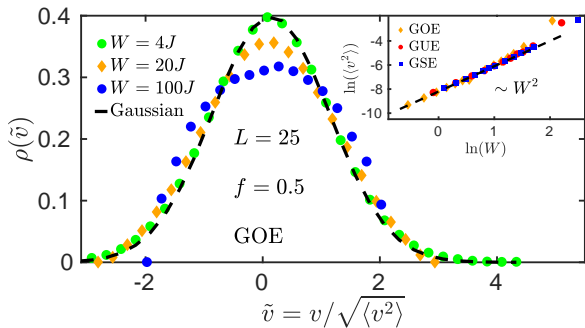 0.4
0.3
0.2
0.1
0
ρ(ṽ)
W = 4J
W = 20J
W = 100J
Gaussian
L = 25
f = 0.5
GOE
-2 0 2 4
ṽ = v/√⟨v²⟩
GOE
GUE
GSE
∼ W²
-4
-6
-8
-10
ln(⟨v²⟩)
0 1 2
ln(W)